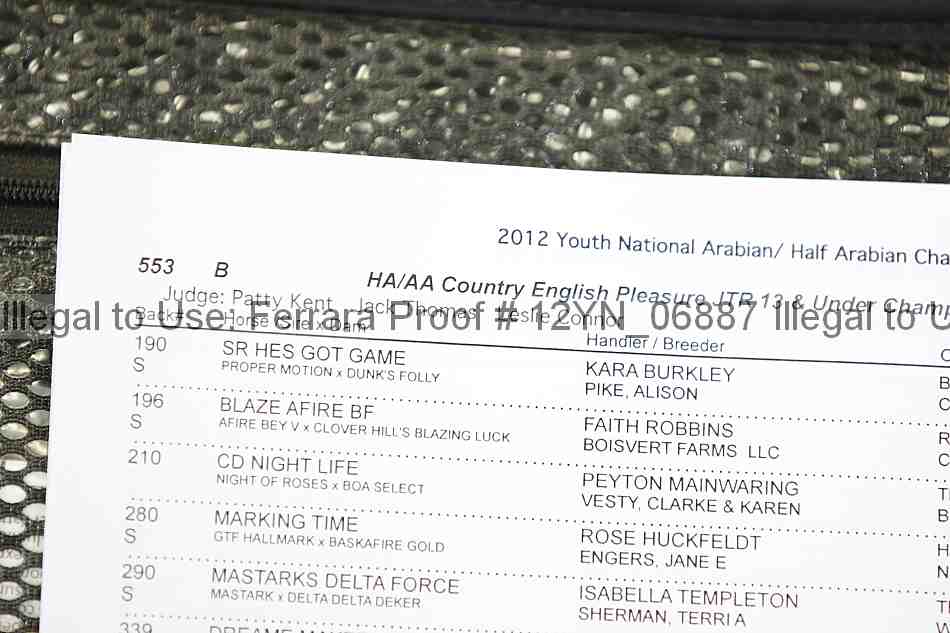 2012 Youth National Arabian/ Half Arabian Cha
553 B HA/AA Country English Pleasure JTR 13 & Under Champ
Judge: Patty Kent Jack Thomas Leslie Connor
Illegal to Use: Ferrara Proof # 12YN_06887 Illegal to U
Back# Horse Sire x Dam Handler / Breeder
190 SR HES GOT GAME KARA BURKLEY B
S PROPER MOTION x DUNK'S FOLLY PIKE, ALISON C
196 BLAZE AFIRE BF FAITH ROBBINS R
S AFIRE BEY V x CLOVER HILL'S BLAZING LUCK BOISVERT FARMS LLC C
210 CD NIGHT LIFE PEYTON MAINWARING T
NIGHT OF ROSES x BOA SELECT VESTY, CLARKE & KAREN B
280 MARKING TIME ROSE HUCKFELDT H
S GTF HALLMARK x BASKAFIRE GOLD ENGERS, JANE E N
290 MASTARKS DELTA FORCE ISABELLA TEMPLETON T
S MASTARK x DELTA DELTA DEKER SHERMAN, TERRI A
339